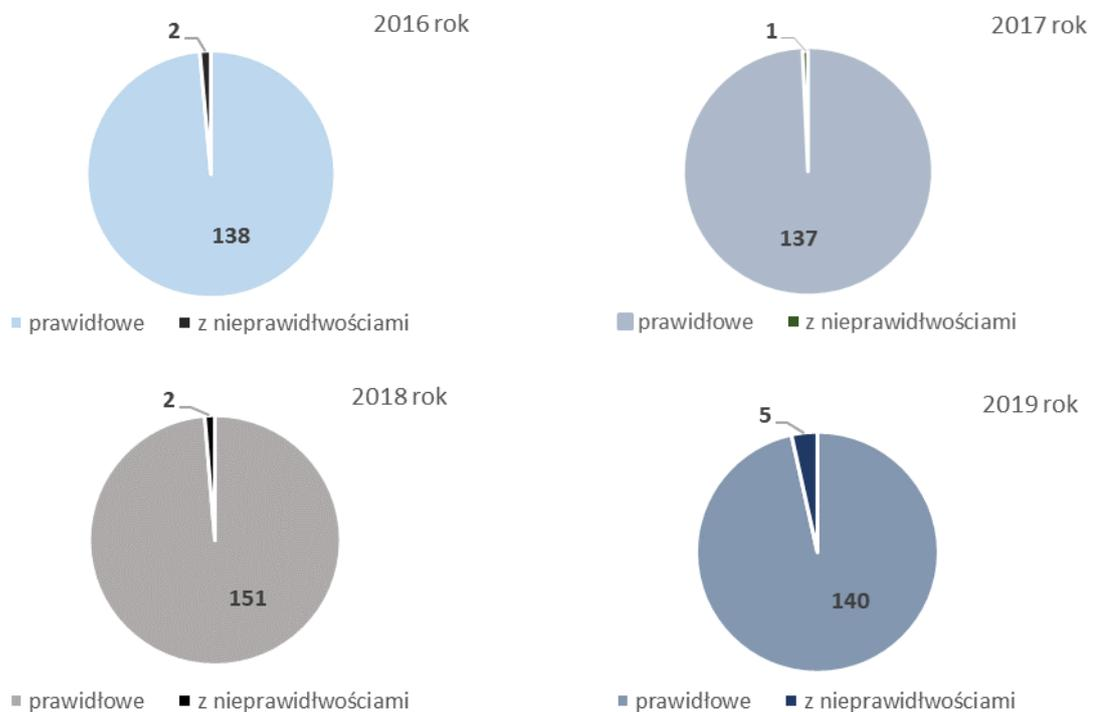 2016 rok
2
138
prawidłowe z nieprawidłwościami
2017 rok
1
137
prawidłowe z nieprawidłwościami
2018 rok
2
151
prawidłowe z nieprawidłwościami
2019 rok
5
140
prawidłowe z nieprawidłwościami